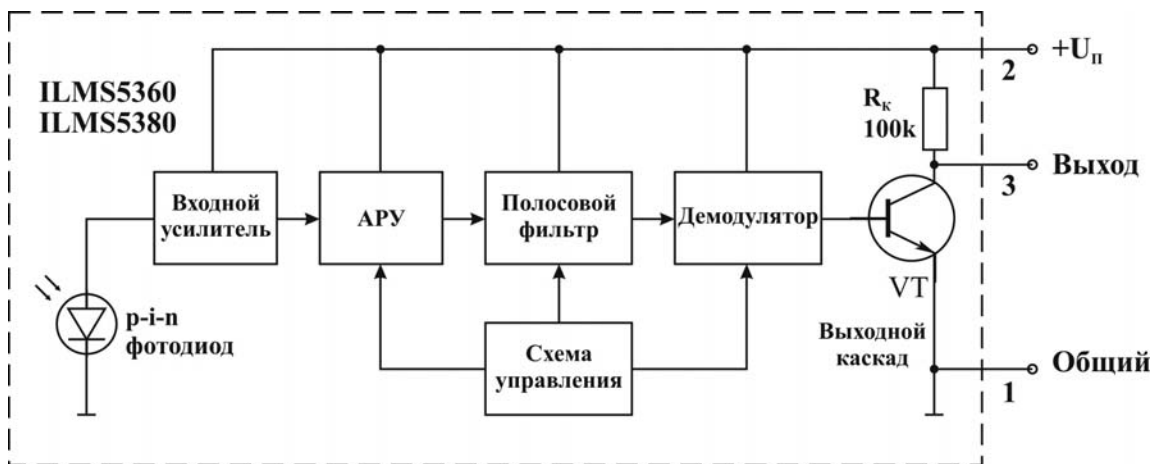 ILMS5360
ILMS5380
+Uп
2
Rк
100k
Выход
3
Входной
усилитель
АРУ
Полосовой
фильтр
Демодулятор
VT
p-i-n
фотодиод
Схема
управления
Выходной
каскад
Общий
1